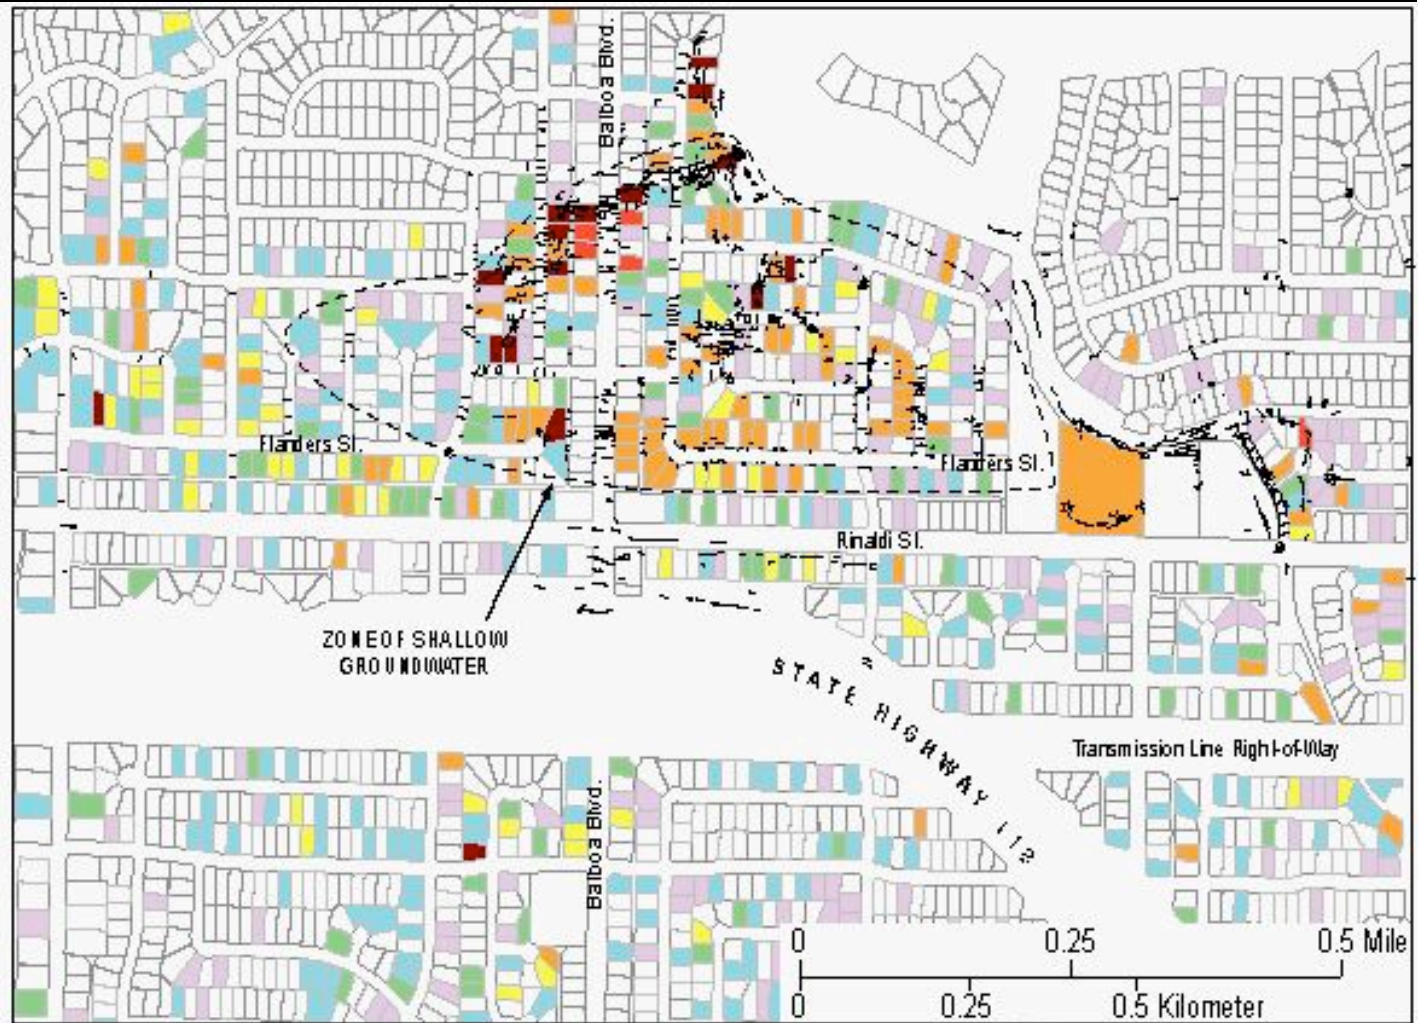 Balboa Blvd.
Flanders St.
Flanders St.
Rinaldi St.
ZONE OF SHALLOW
GROUNDWATER
STATE HIGHWAY 118
Transmission Line Right-of-Way
Balboa Blvd.
0 0.25 0.5 Mile
0 0.25 0.5 Kilometer